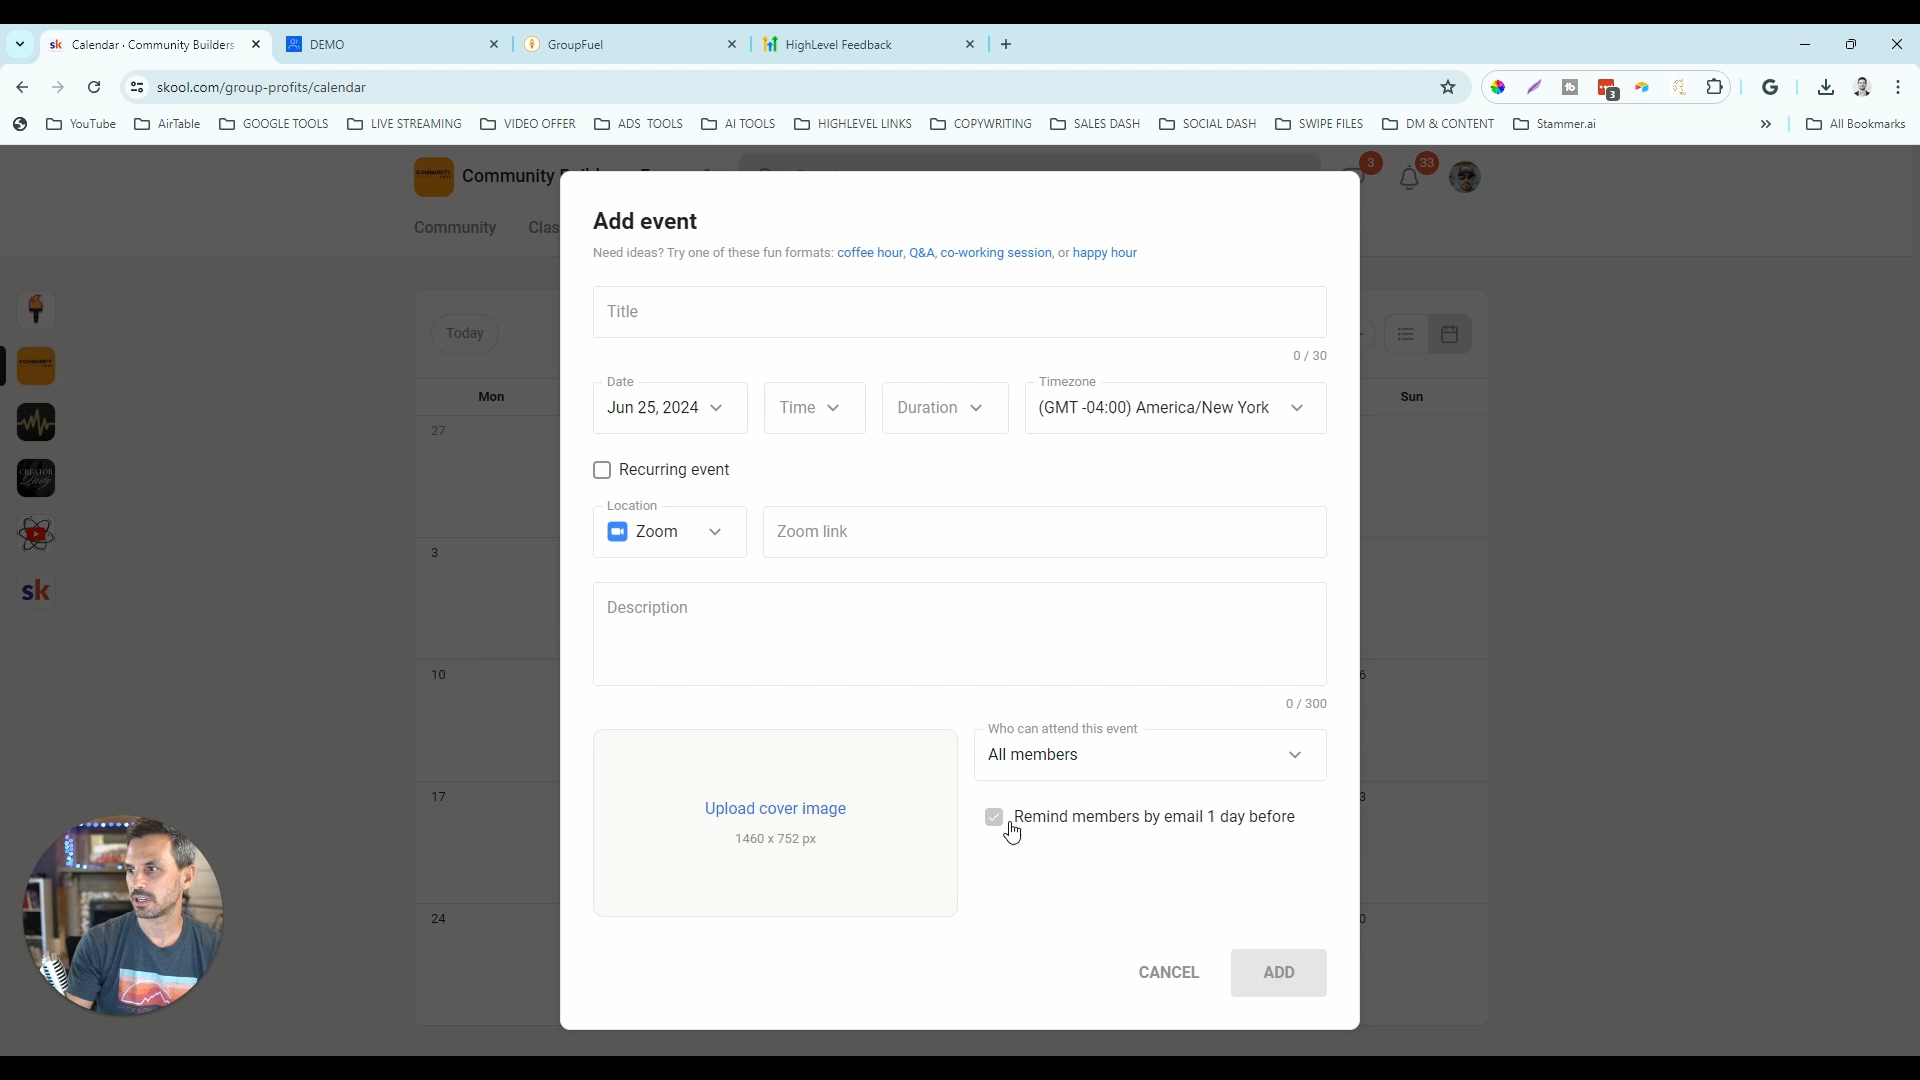 sk Calendar · Community Builders
DEMO
GroupFuel
HighLevel Feedback
skool.com/group-profits/calendar
3
YouTube
AirTable
GOOGLE TOOLS
LIVE STREAMING
VIDEO OFFER
ADS TOOLS
AI TOOLS
HIGHLEVEL LINKS
COPYWRITING
SALES DASH
SOCIAL DASH
SWIPE FILES
DM & CONTENT
Stammer.ai
All Bookmarks
COMMUNITY
Community
3
33
Community
Clas
Today
Mon
Sun
27
3
10
17
24
sk
Add event
Need ideas? Try one of these fun formats: coffee hour, Q&A, co-working session, or happy hour
Title
0 / 30
Date
Jun 25, 2024
Time
Duration
Timezone
(GMT -04:00) America/New York
Recurring event
Location
Zoom
Zoom link
Description
0 / 300
Upload cover image
1460 x 752 px
Who can attend this event
All members
Remind members by email 1 day before
CANCEL
ADD